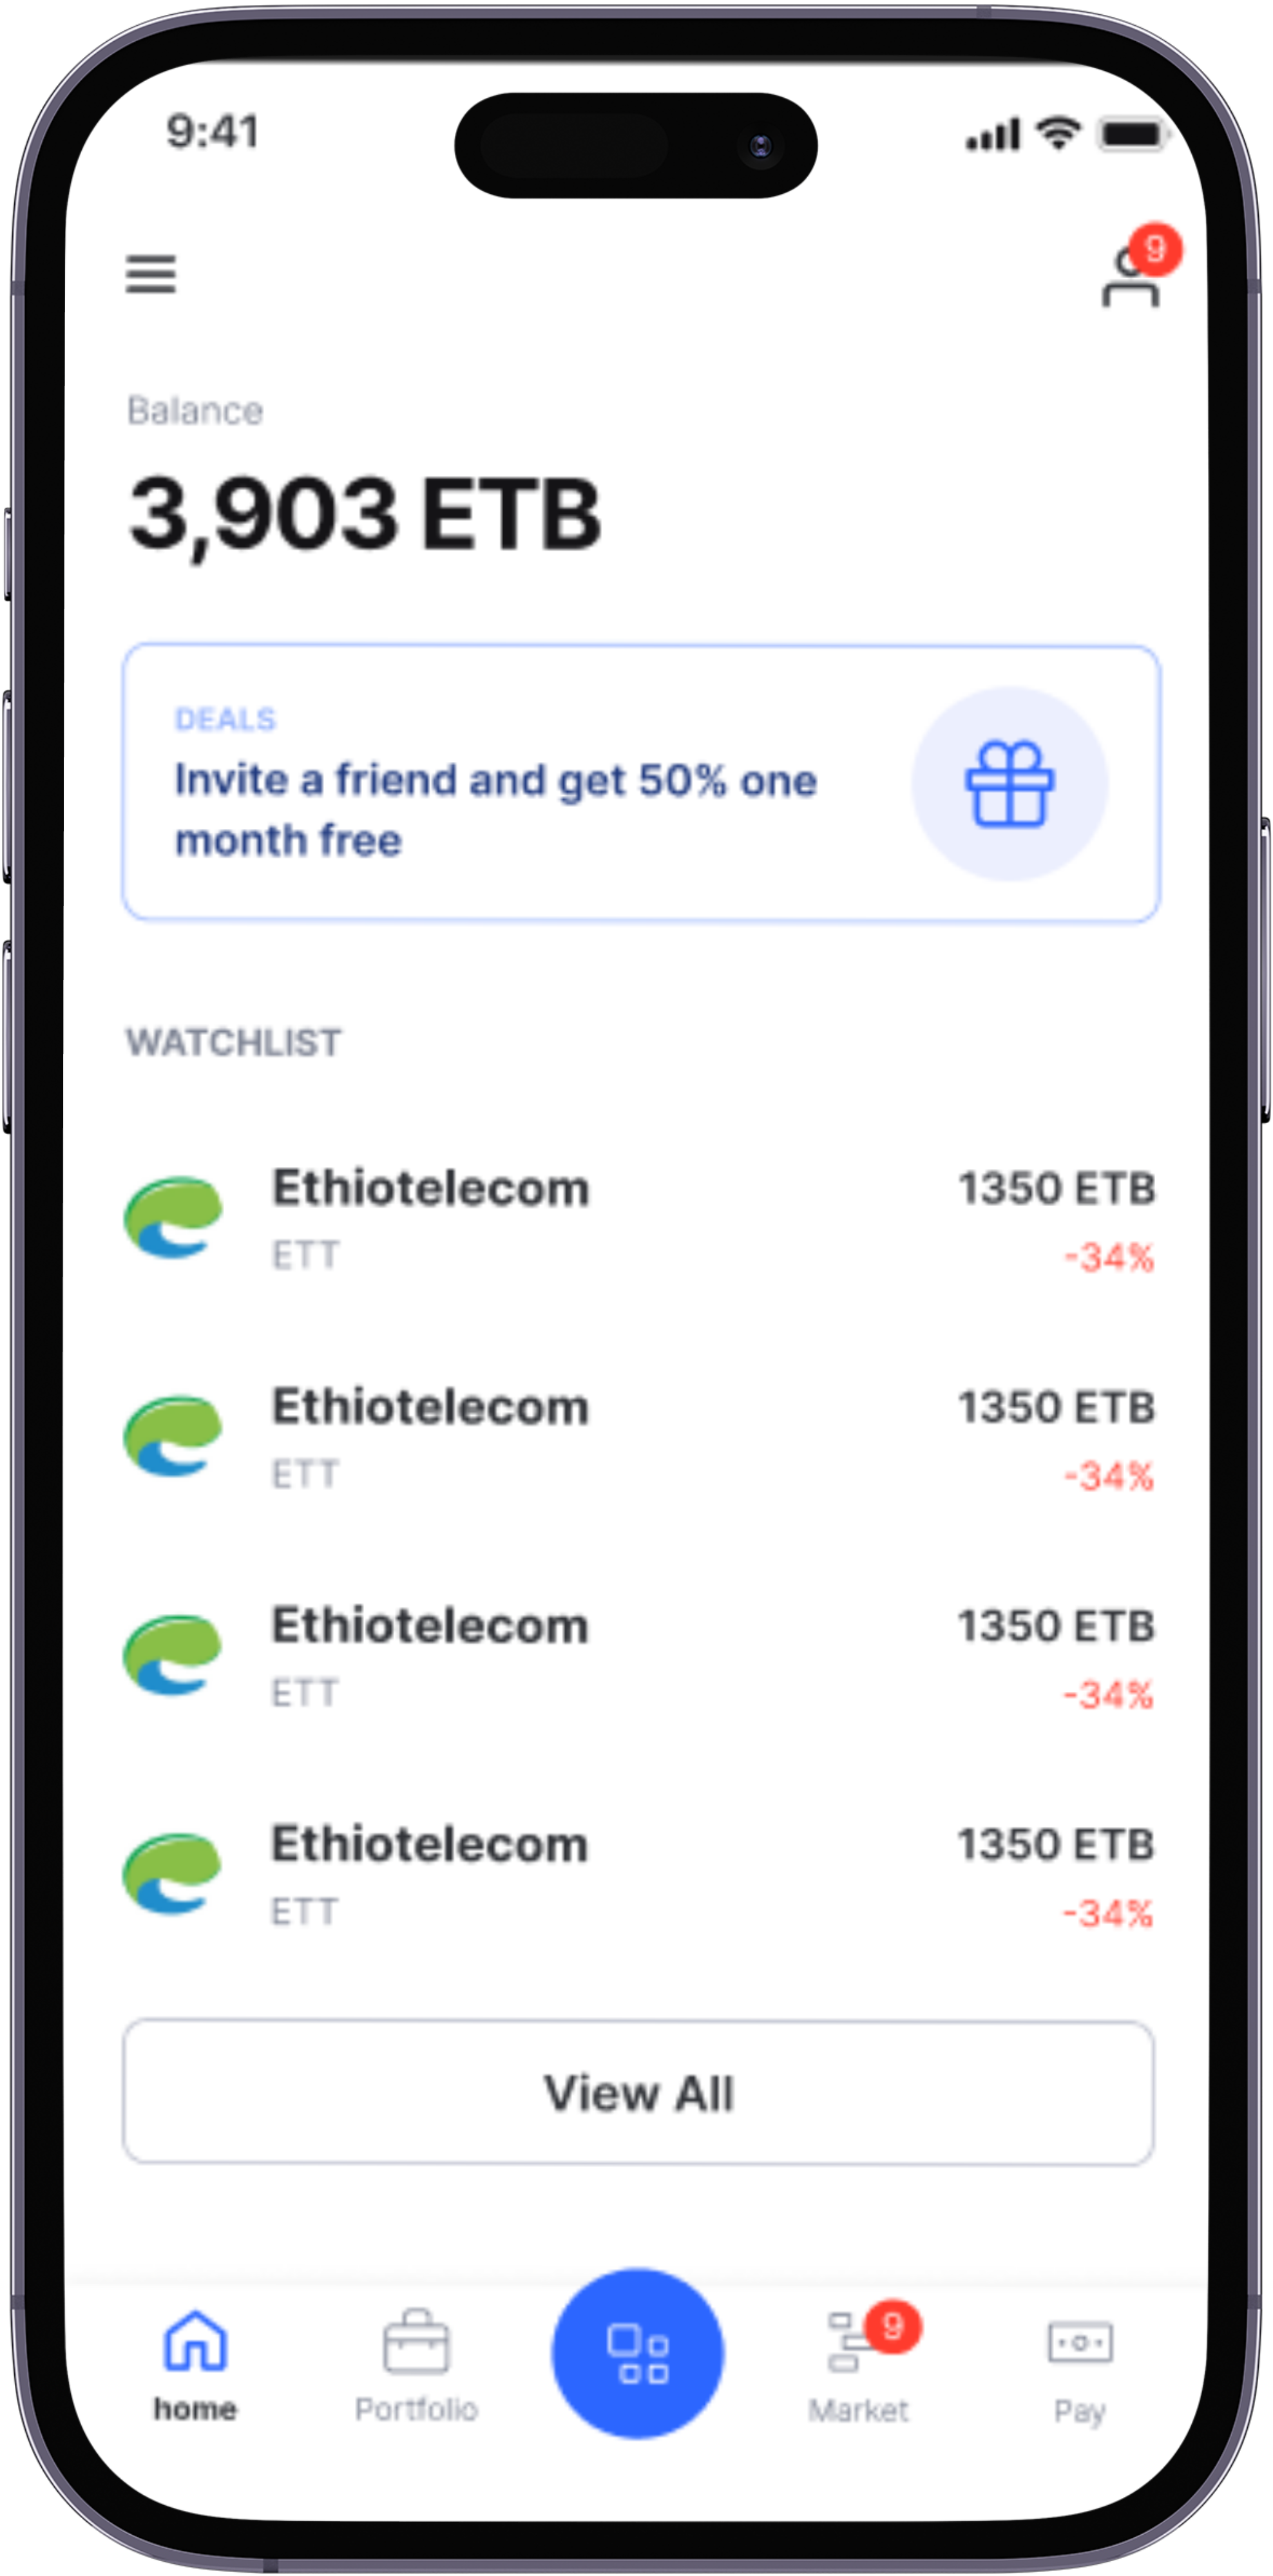 9:41
9
Balance
3,903 ETB
DEALS
Invite a friend and get 50% one
month free
WATCHLIST
Ethiotelecom
1350 ETB
ETT
-34%
Ethiotelecom
1350 ETB
ETT
-34%
Ethiotelecom
1350 ETB
ETT
-34%
Ethiotelecom
1350 ETB
ETT
-34%
View All
9
home
Portfolio
Market
Pay